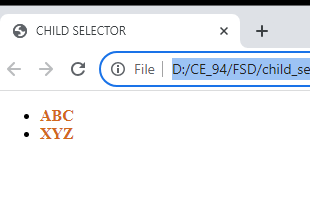 CHILD SELECTOR
File D:/CE_94/FSD/child_se
ABC
XYZ